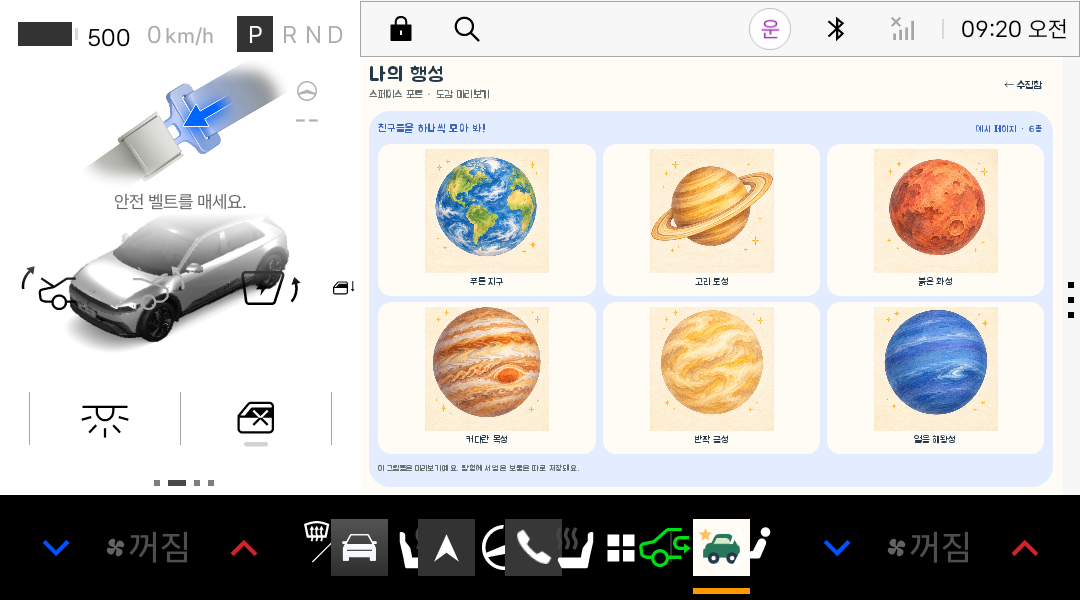 500
0 km/h
P R N D
운
09:20 오전
안전 벨트를 매세요.
나의 행성
스페이스 포트 · 도감 미리보기
← 수집함
친구들을 하나씩 모아 봐!
예시 페이지 · 6종
푸른 지구
고리 토성
붉은 화성
커다란 목성
반짝 금성
얼음 해왕성
이 그림들은 미리보기예요. 탐험에서 얻은 보물은 따로 저장돼요.
꺼짐
꺼짐